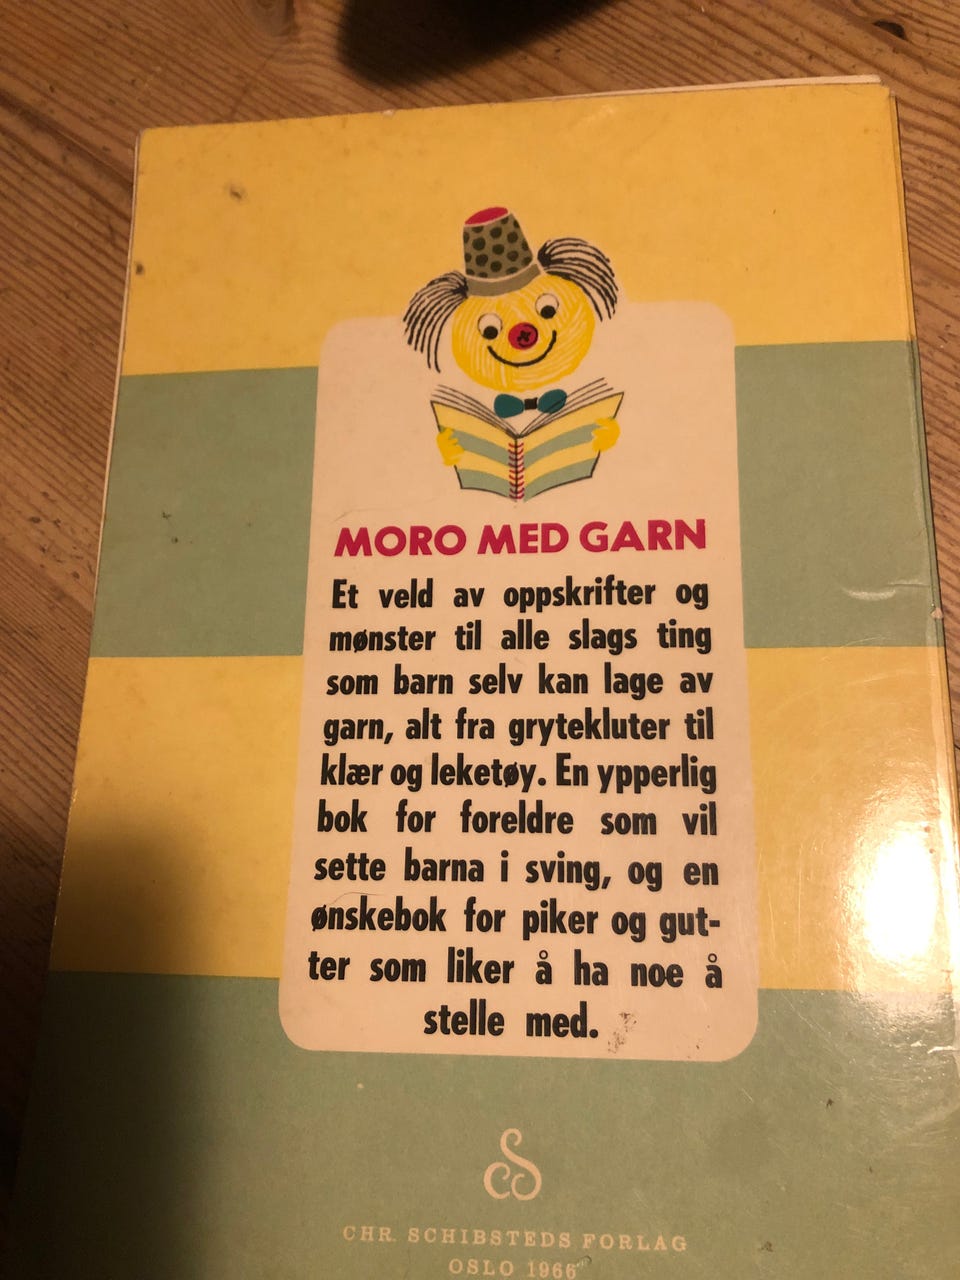 MORO MED GARN
Et veld av oppskrifter og
mønster til alle slags ting
som barn selv kan lage av
garn, alt fra grytekluter til
klær og leketøy. En ypperlig
bok for foreldre som vil
sette barna i sving, og en
ønskebok for piker og gut-
ter som liker å ha noe å
stelle med.
CHR. SCHIBSTEDS FORLAG
OSLO 1966